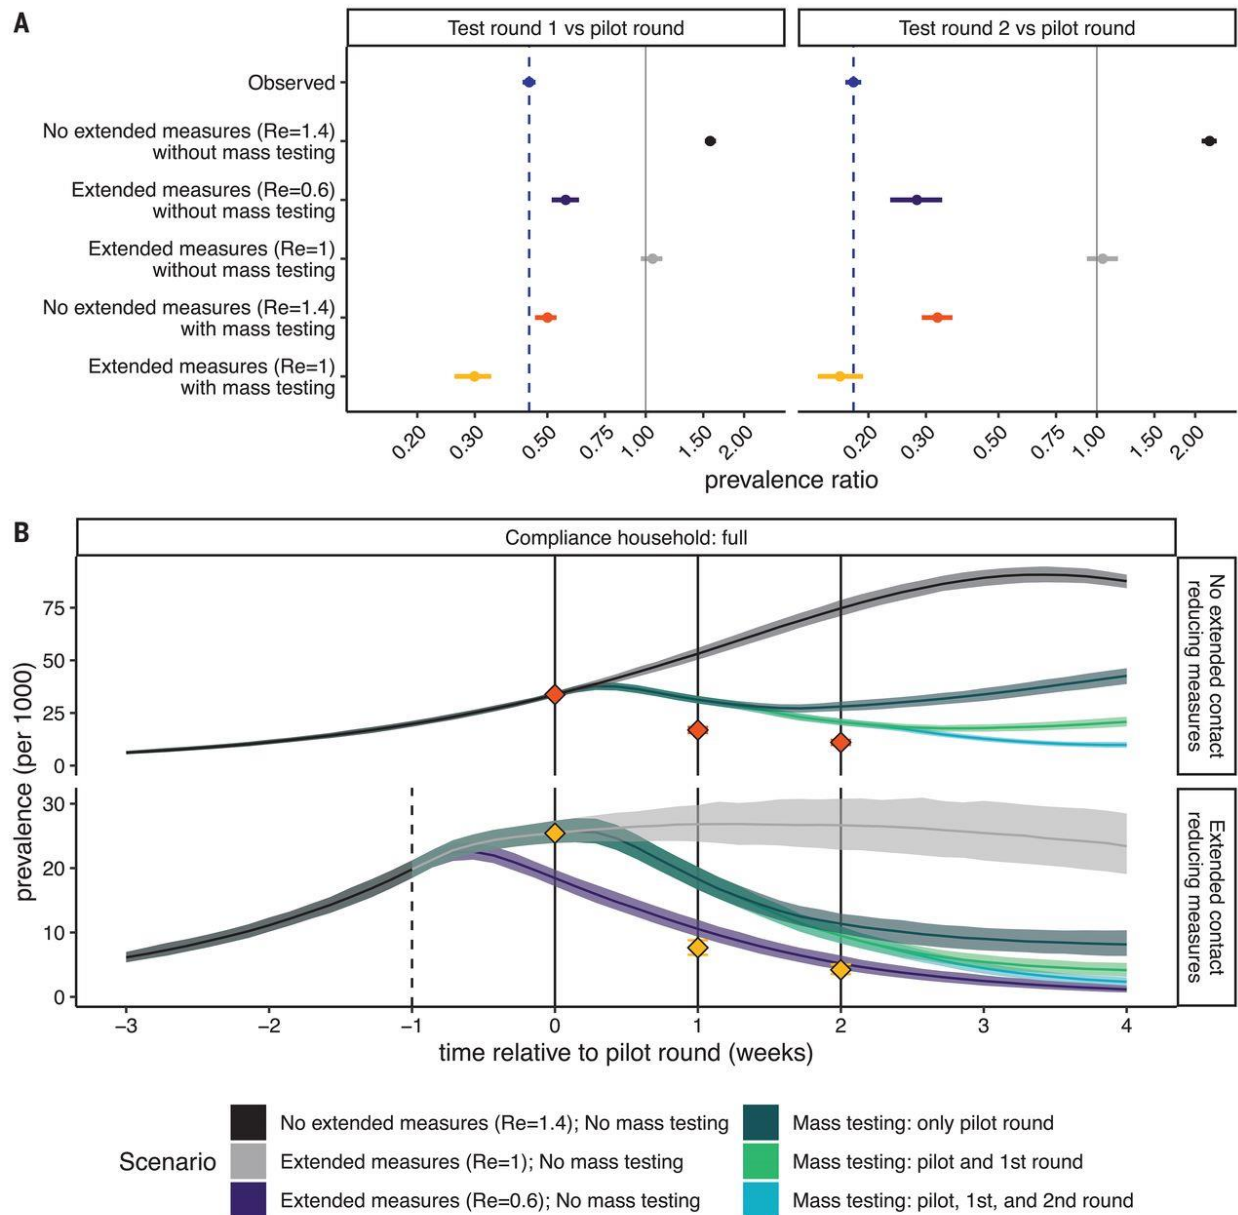 A
Test round 1 vs pilot round
Test round 2 vs pilot round
Observed
No extended measures (Re=1.4)
without mass testing
Extended measures (Re=0.6)
without mass testing
Extended measures (Re=1)
without mass testing
No extended measures (Re=1.4)
with mass testing
Extended measures (Re=1)
with mass testing
0.20 0.30 0.50 0.75 1.00 1.50 2.00
0.20 0.30 0.50 0.75 1.00 1.50 2.00
prevalence ratio
B
Compliance household: full
prevalence (per 1000)
75
50
25
0
No extended contact
reducing measures
30
20
10
0
Extended contact
reducing measures
−3 −2 −1 0 1 2 3 4
time relative to pilot round (weeks)
Scenario
No extended measures (Re=1.4); No mass testing
Extended measures (Re=1); No mass testing
Extended measures (Re=0.6); No mass testing
Mass testing: only pilot round
Mass testing: pilot and 1st round
Mass testing: pilot, 1st, and 2nd round